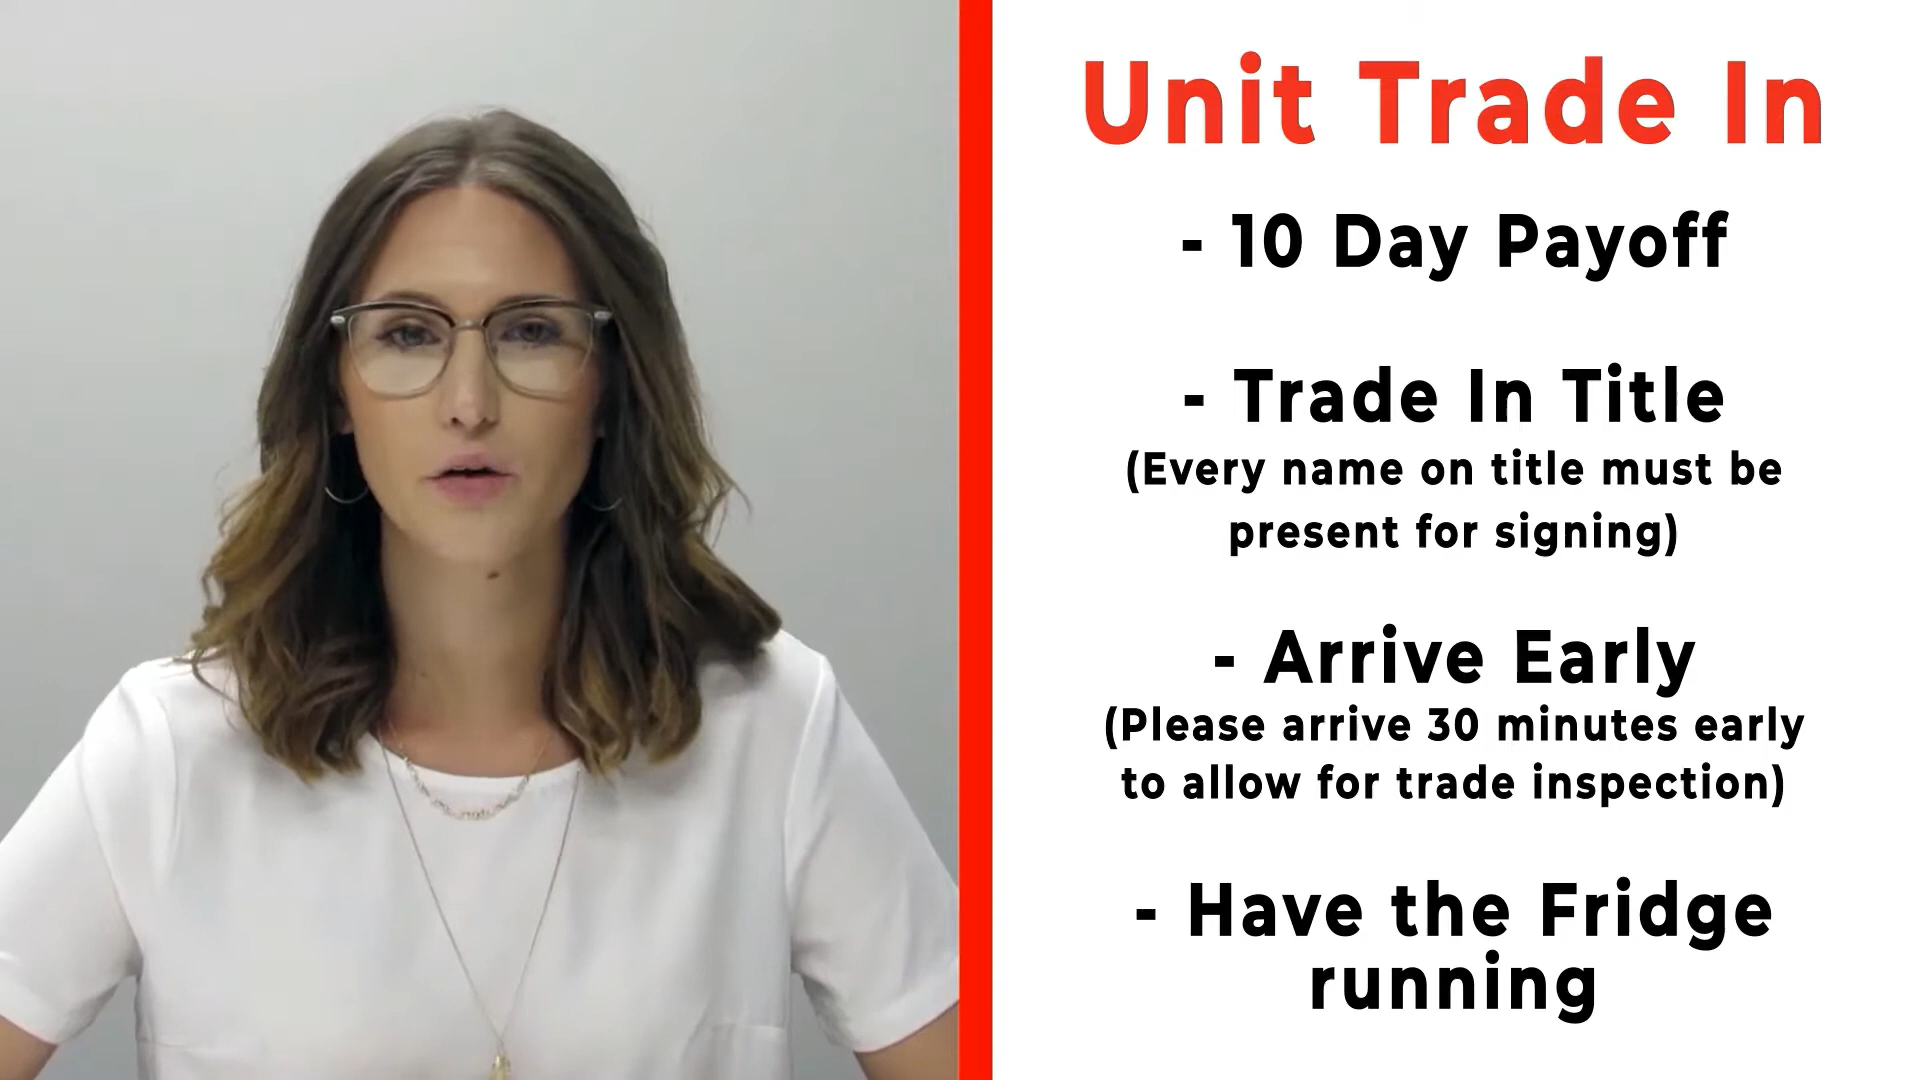 Unit Trade In
- 10 Day Payoff
- Trade In Title
(Every name on title must be
present for signing)
- Arrive Early
(Please arrive 30 minutes early
to allow for trade inspection)
- Have the Fridge
running